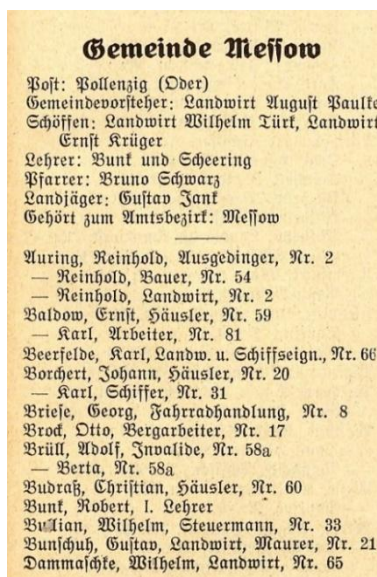 Gemeinde Messow
Post: Pollenzig (Oder)
Gemeindevorsteher: Landwirt August Paulke
Schöffen: Landwirt Wilhelm Türk, Landwirt
Ernst Krüger
Lehrer: Bunk und Scheering
Pfarrer: Bruno Schwarz
Landjäger: Gustav Jank
Gehört zum Amtsbezirk: Messow
Auring, Reinhold, Ausgedinger, Nr. 2
— Reinhold, Bauer, Nr. 54
— Reinhold, Landwirt, Nr. 2
Baldow, Ernst, Häusler, Nr. 59
— Karl, Arbeiter, Nr. 81
Beerfelde, Karl, Landw. u. Schiffseign., Nr. 66
Borchert, Johann, Häusler, Nr. 20
— Karl, Schiffer, Nr. 31
Briese, Georg, Fahrradhandlung, Nr. 8
Brock, Otto, Bergarbeiter, Nr. 17
Brüll, Adolf, Invalide, Nr. 58a
— Berta, Nr. 58a
Budraß, Christian, Häusler, Nr. 60
Bunk, Robert, 1. Lehrer
Bulian, Wilhelm, Steuermann, Nr. 33
Bunschuh, Gustav, Landwirt, Maurer, Nr. 21
Dammaschke, Wilhelm, Landwirt, Nr. 65